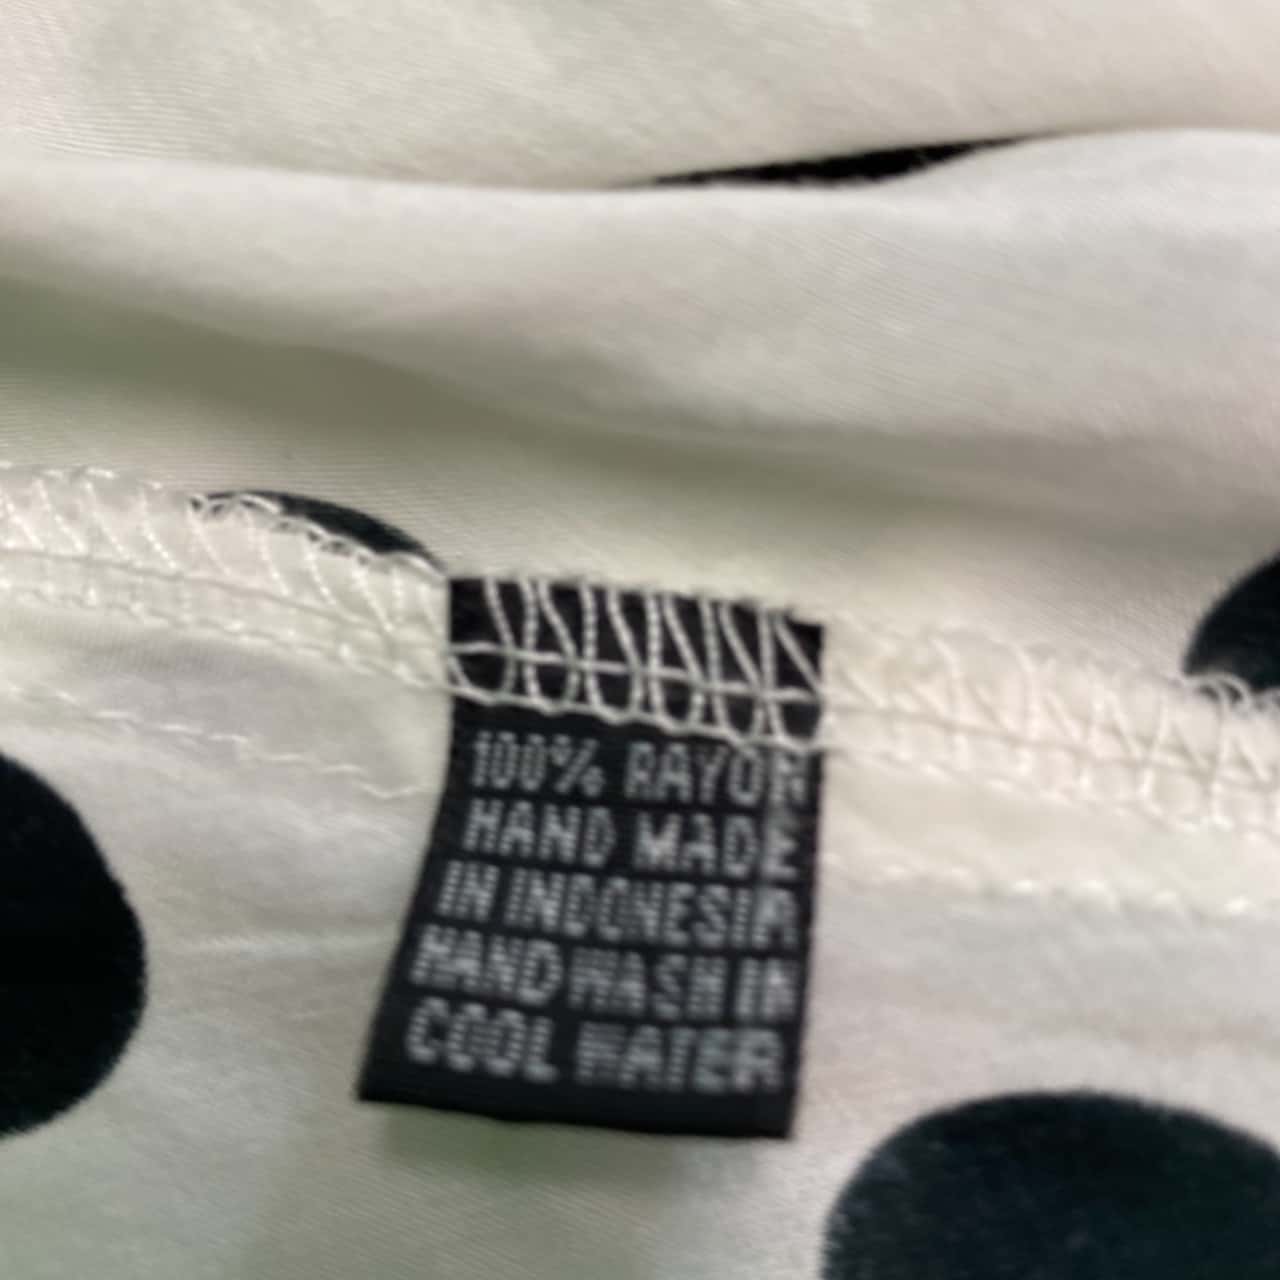 100% RAYON
HAND MADE
IN INDONESIA
HAND WASH IN
COOL WATER